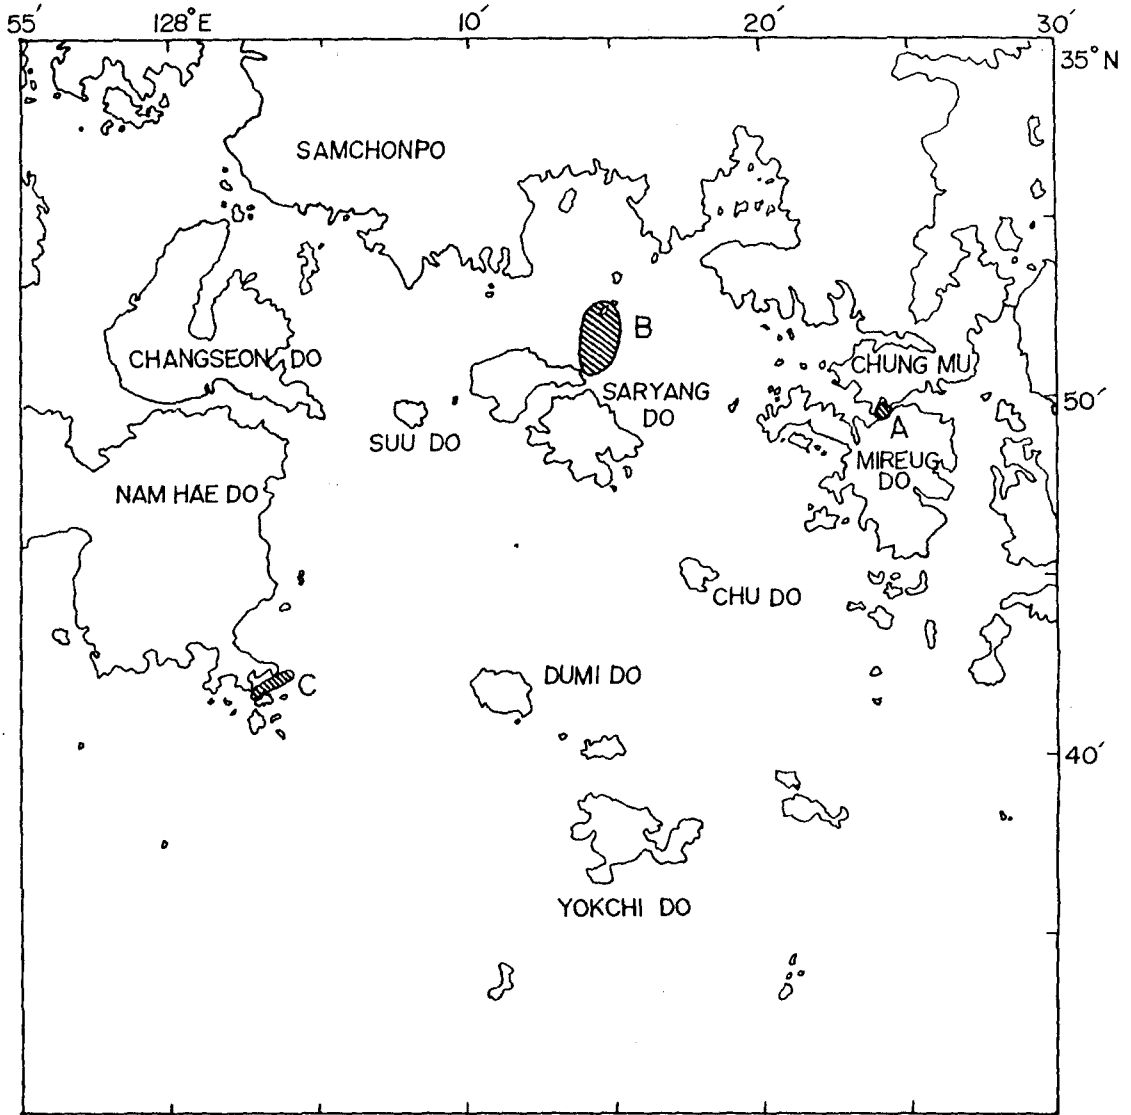 55′ 128°E 10′ 20′ 30′
35°N
SAMCHONPO
B
CHANGSEON DO
CHUNG MU
SARYANG
DO
50′
SUU DO
A
MIREUG
DO
NAM HAE DO
CHU DO
DUMI DO
C
40′
YOKCHI DO